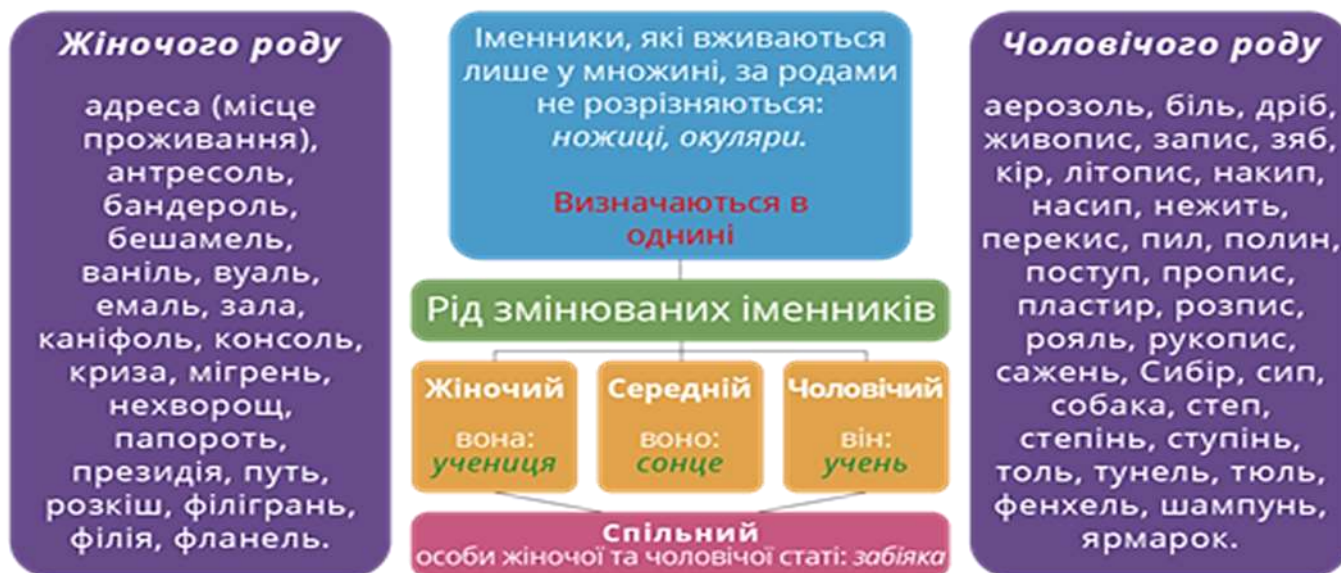 Жіночого роду
адреса (місце
проживання),
антресоль,
бандероль,
бешамель,
ваніль, вуаль,
емаль, зала,
каніфоль, консоль,
криза, мігрень,
нехворощ,
папороть,
президія, путь,
розкіш, філігрань,
філія, фланель.
Іменники, які вживаються
лише у множині, за родами
не розрізняються:
ножиці, окуляри.
Визначаються в
однині
Рід змінюваних іменників
Жіночий
вона:
учениця
Середній
воно:
сонце
Чоловічий
він:
учень
Спільний
особи жіночої та чоловічої статі: забіяка
Чоловічого роду
аерозоль, біль, дріб,
живопис, запис, зяб,
кір, літопис, накип,
насип, нежить,
перекис, пил, полин,
поступ, пропис,
пластир, розпис,
рояль, рукопис,
сажень, Сибір, сип,
собака, степ,
степінь, ступінь,
толь, тунель, тюль,
фенхель, шампунь,
ярмарок.